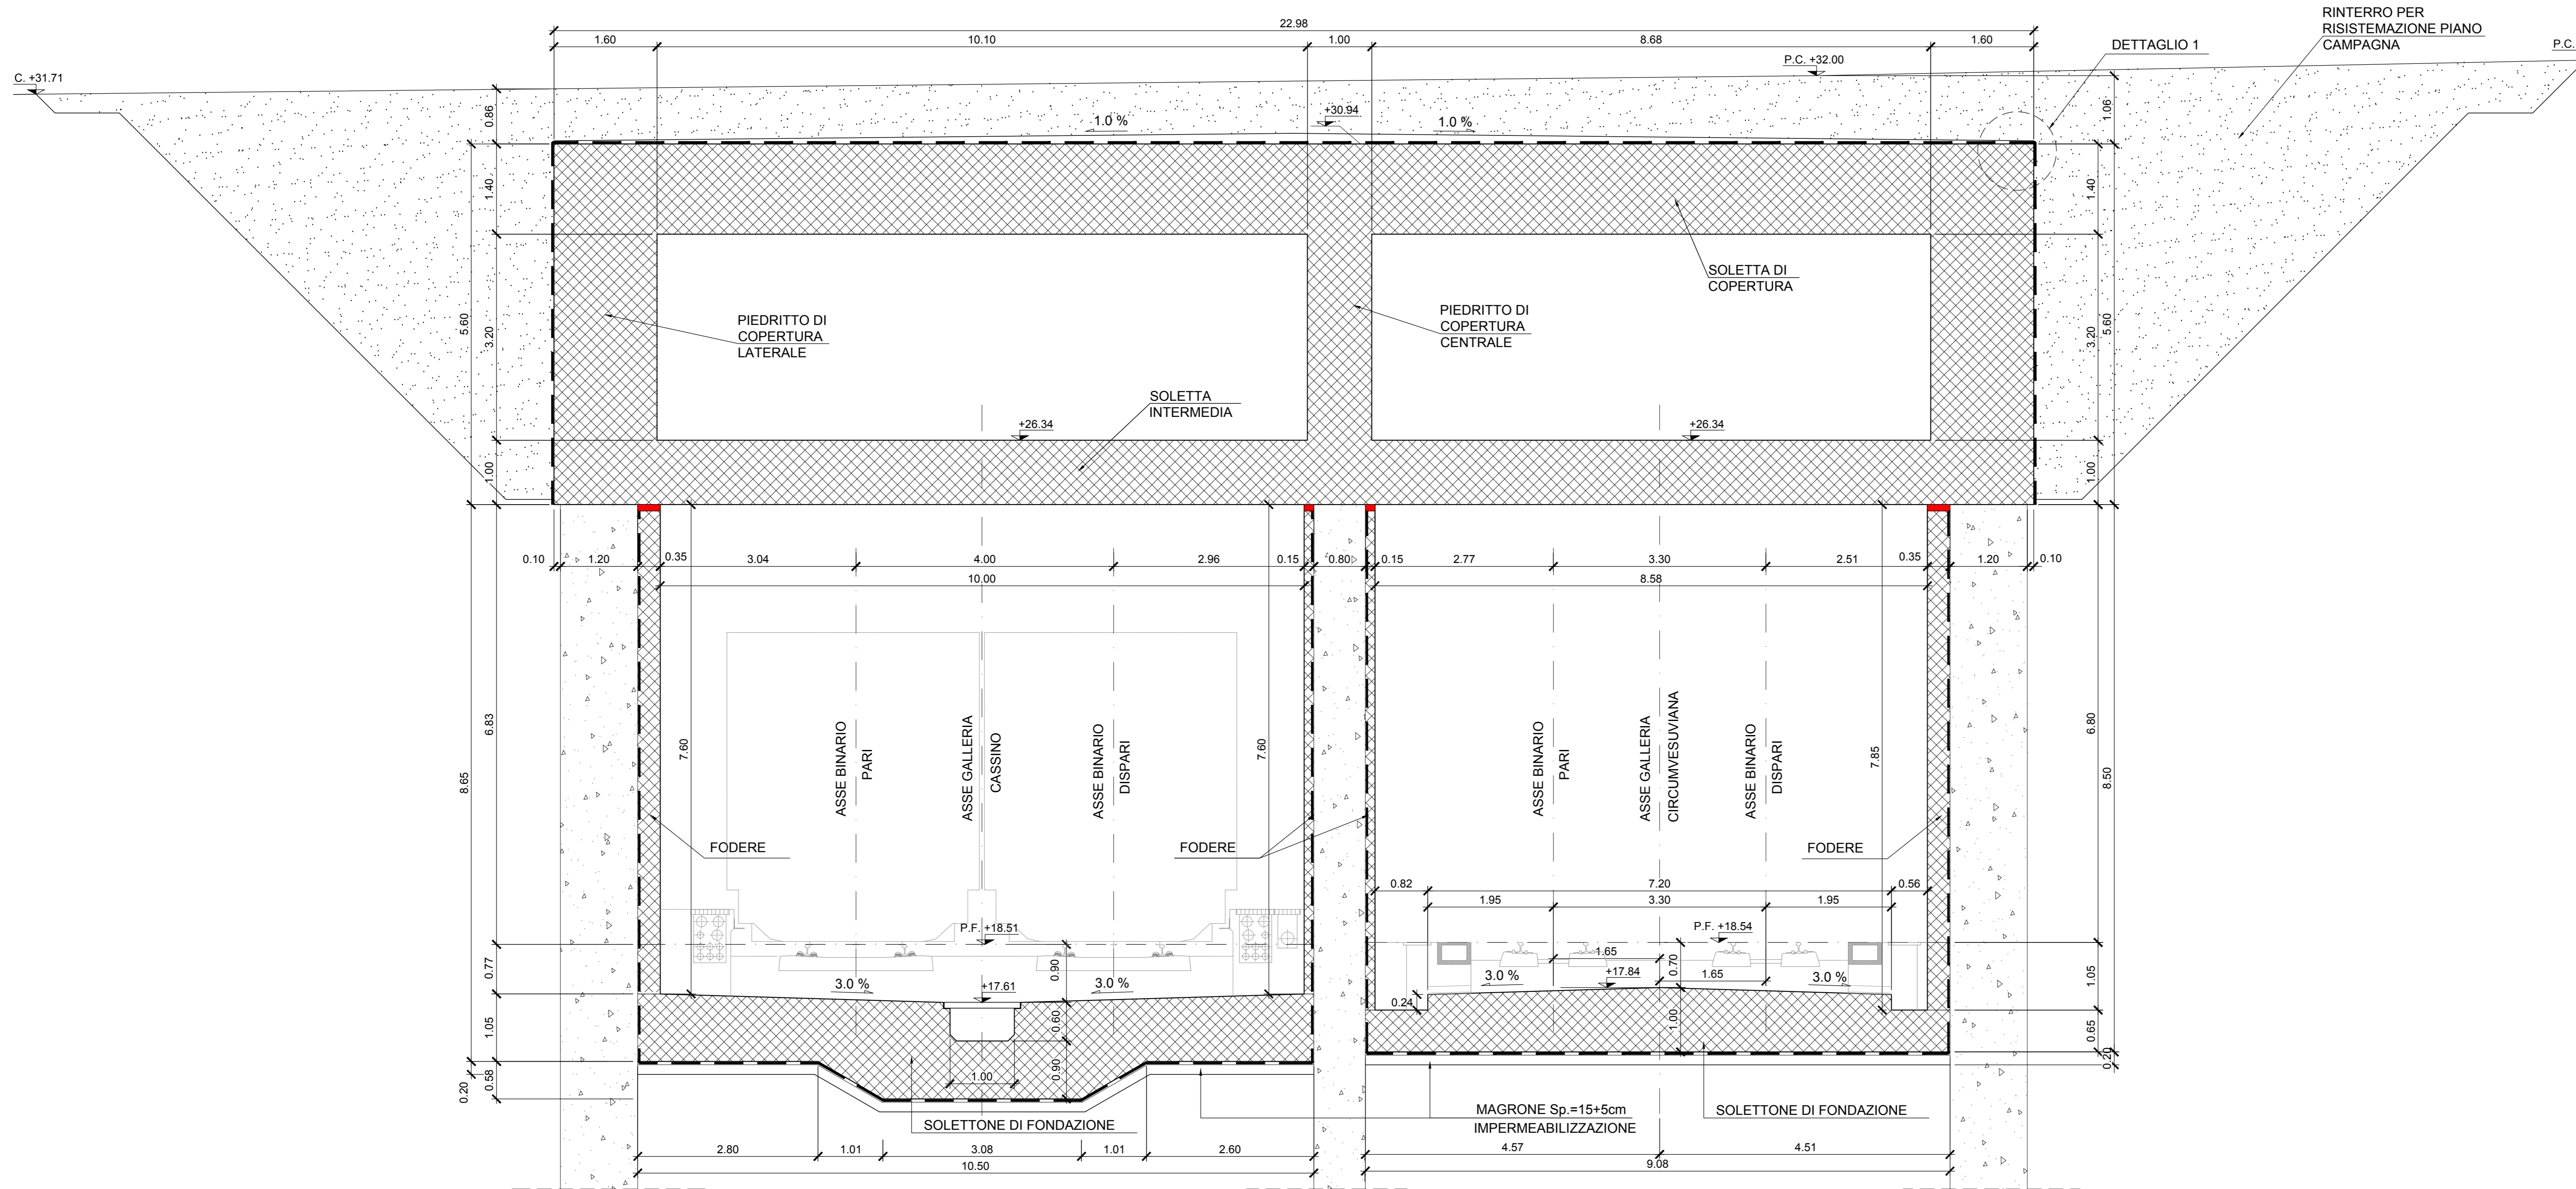 22.98
1.60
10.10
1.00
8.68
1.60
RINTERRO PER
RISISTEMAZIONE PIANO
CAMPAGNA
DETTAGLIO 1
P.C.
C. +31.71
P.C. +32.00
0.86
1.06
+30.94
1.0 %
1.0 %
1.40
1.40
SOLETTA DI
COPERTURA
5.60
3.20
PIEDRITTO DI
COPERTURA
LATERALE
PIEDRITTO DI
COPERTURA
CENTRALE
3.20
5.60
SOLETTA
INTERMEDIA
+26.34
+26.34
1.00
1.00
0.10
1.20
0.35
3.04
4.00
2.96
0.15
0.80
0.15
2.77
3.30
2.51
0.35
1.20
0.10
10.00
8.58
8.65
6.83
7.60
ASSE BINARIO
PARI
ASSE GALLERIA
CASSINO
ASSE BINARIO
DISPARI
7.60
ASSE BINARIO
PARI
ASSE GALLERIA
CIRCUMVESUVIANA
ASSE BINARIO
DISPARI
7.85
6.80
8.50
FODERE
FODERE
FODERE
0.82
7.20
0.56
1.95
3.30
1.95
P.F. +18.51
P.F. +18.54
0.77
0.90
1.65
0.70
1.05
3.0 %
+17.61
3.0 %
3.0 %
+17.84
1.65
3.0 %
0.24
1.05
0.60
1.00
0.65
0.20
0.58
1.00
0.90
0.20
MAGRONE Sp.=15+5cm
IMPERMEABILIZZAZIONE
SOLETTONE DI FONDAZIONE
SOLETTONE DI FONDAZIONE
2.80
1.01
3.08
1.01
2.60
4.57
4.51
10.50
9.08